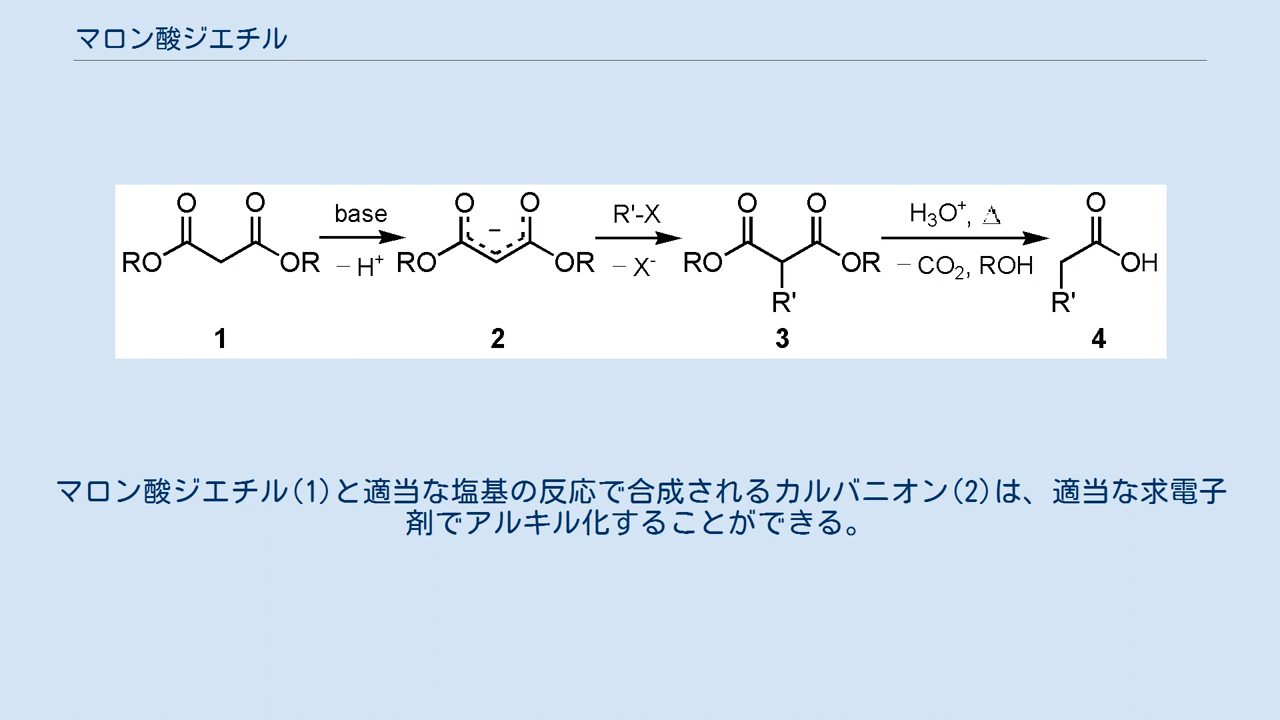 マロン酸ジエチル
O O O O O O O
base R'-X H₃O⁺, Δ
RO OR – H⁺ RO – OR – X⁻ RO OR – CO₂, ROH OH
R' R'
1 2 3 4
マロン酸ジエチル(1)と適当な塩基の反応で合成されるカルバニオン(2)は、適当な求電子
剤でアルキル化することができる。